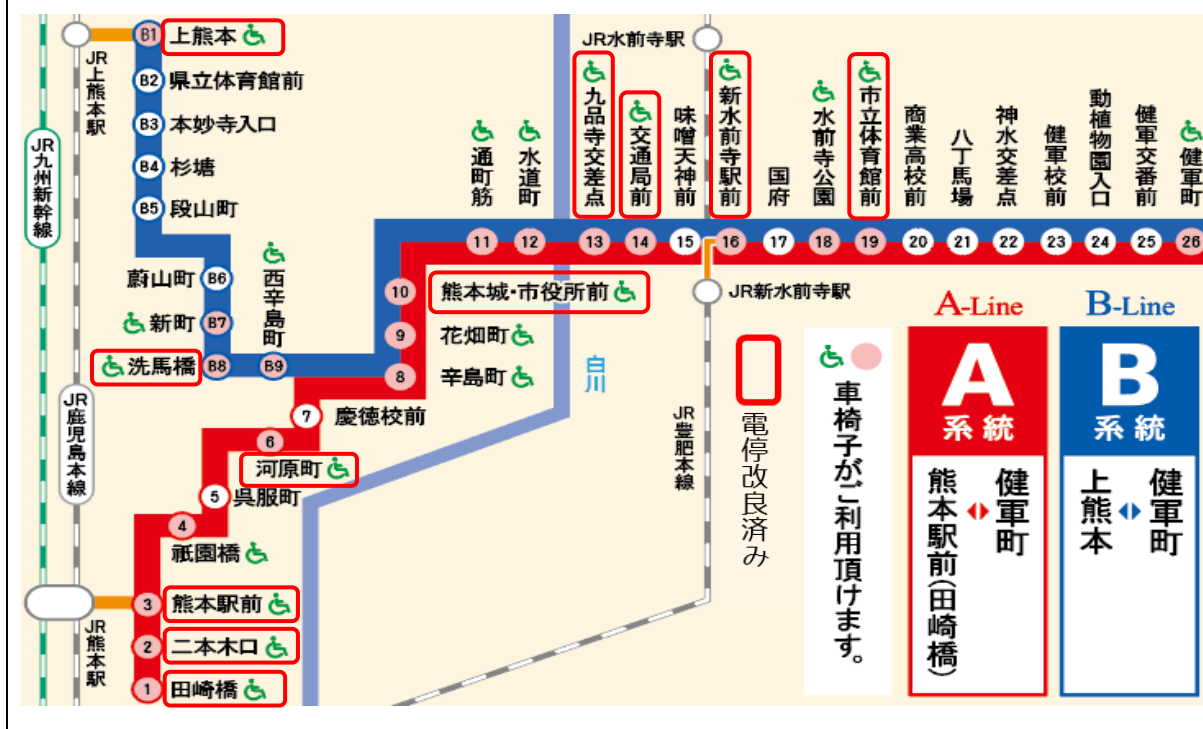 B1 上熊本
JR上熊本駅
B2 県立体育館前
B3 本妙寺入口
B4 杉塘
B5 段山町
蔚山町 B6
新町 B7
洗馬橋 B8
西辛島町
B9
JR九州新幹線
JR鹿児島本線
通町筋
水道町
九品寺交差点
交通局前
味噌天神前
JR水前寺駅
新水前寺駅前
国府
水前寺公園
市立体育館前
商業高校前
八丁馬場
神水交差点
健軍校前
動植物園入口
健軍交番前
健軍町
11 12 13 14 15 16 17 18 19 20 21 22 23 24 25 26
10 熊本城・市役所前
9 花畑町
8 辛島町
7 慶徳校前
6
河原町
5 呉服町
4
祇園橋
3 熊本駅前
JR熊本駅
2 二本木口
1 田崎橋
白川
JR新水前寺駅
JR豊肥本線
電停改良済み
車椅子がご利用頂けます。
A-Line
A
系統
健軍町
熊本駅前(田崎橋)
B-Line
B
系統
健軍町
上熊本